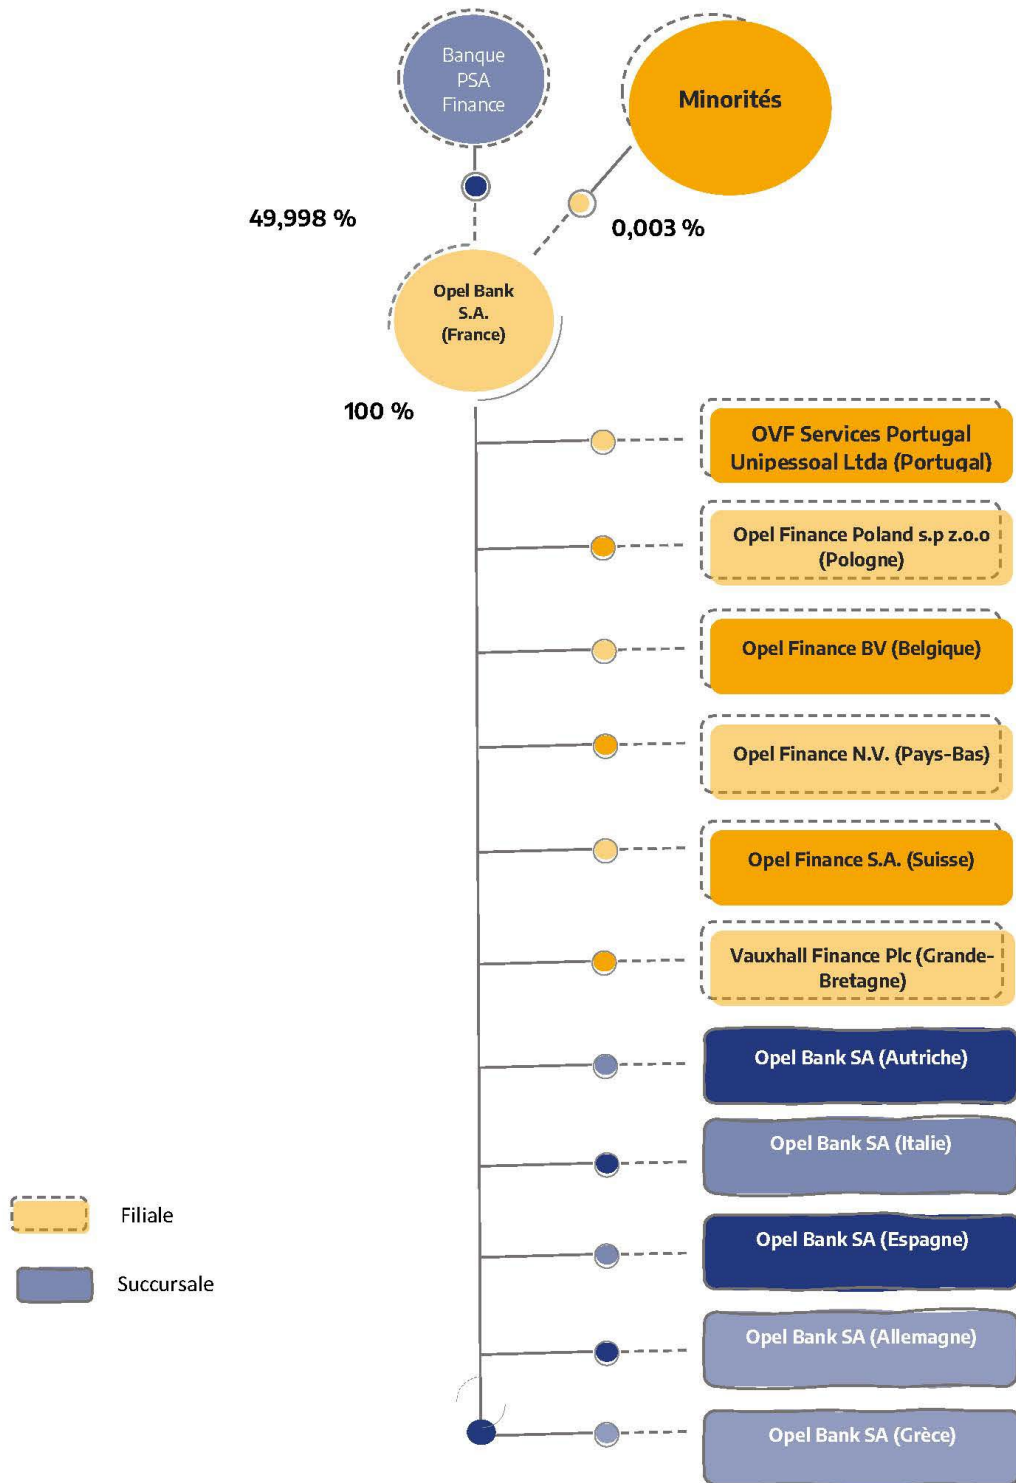 Banque
PSA
Finance
Minorités
49,998 %
0,003 %
Opel Bank
S.A.
(France)
100 %
OVF Services Portugal
Unipessoal Ltda (Portugal)
Opel Finance Poland s.p z.o.o
(Pologne)
Opel Finance BV (Belgique)
Opel Finance N.V. (Pays-Bas)
Opel Finance S.A. (Suisse)
Vauxhall Finance Plc (Grande-
Bretagne)
Opel Bank SA (Autriche)
Opel Bank SA (Italie)
Filiale
Opel Bank SA (Espagne)
Succursale
Opel Bank SA (Allemagne)
Opel Bank SA (Grèce)